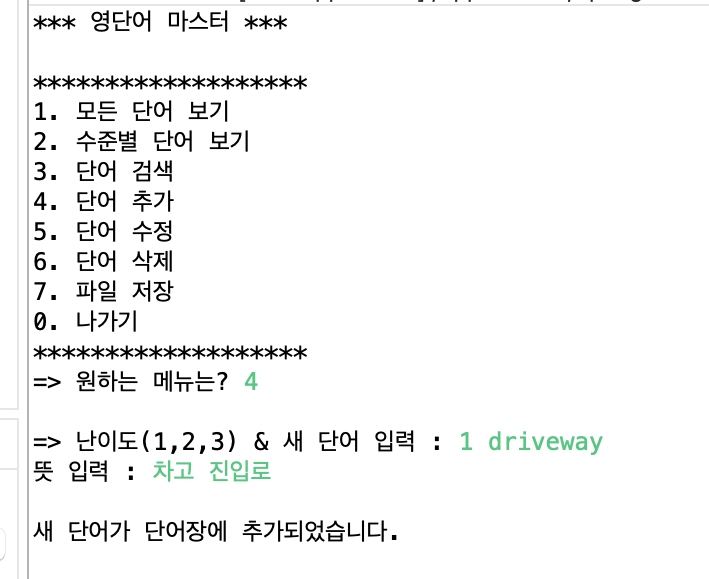 *** 영단어 마스터 ***
********************
1. 모든 단어 보기
2. 수준별 단어 보기
3. 단어 검색
4. 단어 추가
5. 단어 수정
6. 단어 삭제
7. 파일 저장
0. 나가기
********************
=> 원하는 메뉴는? 4
=> 난이도(1,2,3) & 새 단어 입력 : 1 driveway
뜻 입력 : 차고 진입로
새 단어가 단어장에 추가되었습니다.